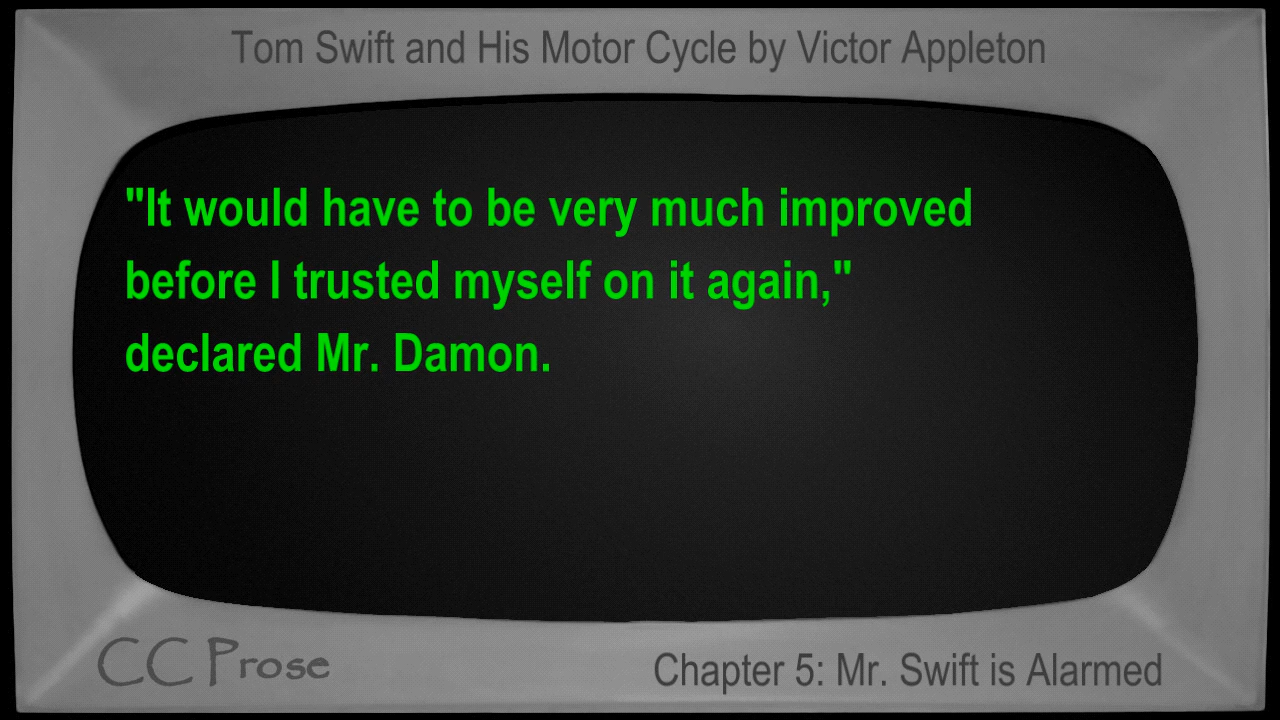 Tom Swift and His Motor Cycle by Victor Appleton
"It would have to be very much improved
before I trusted myself on it again,"
declared Mr. Damon.
CC Prose
Chapter 5: Mr. Swift is Alarmed